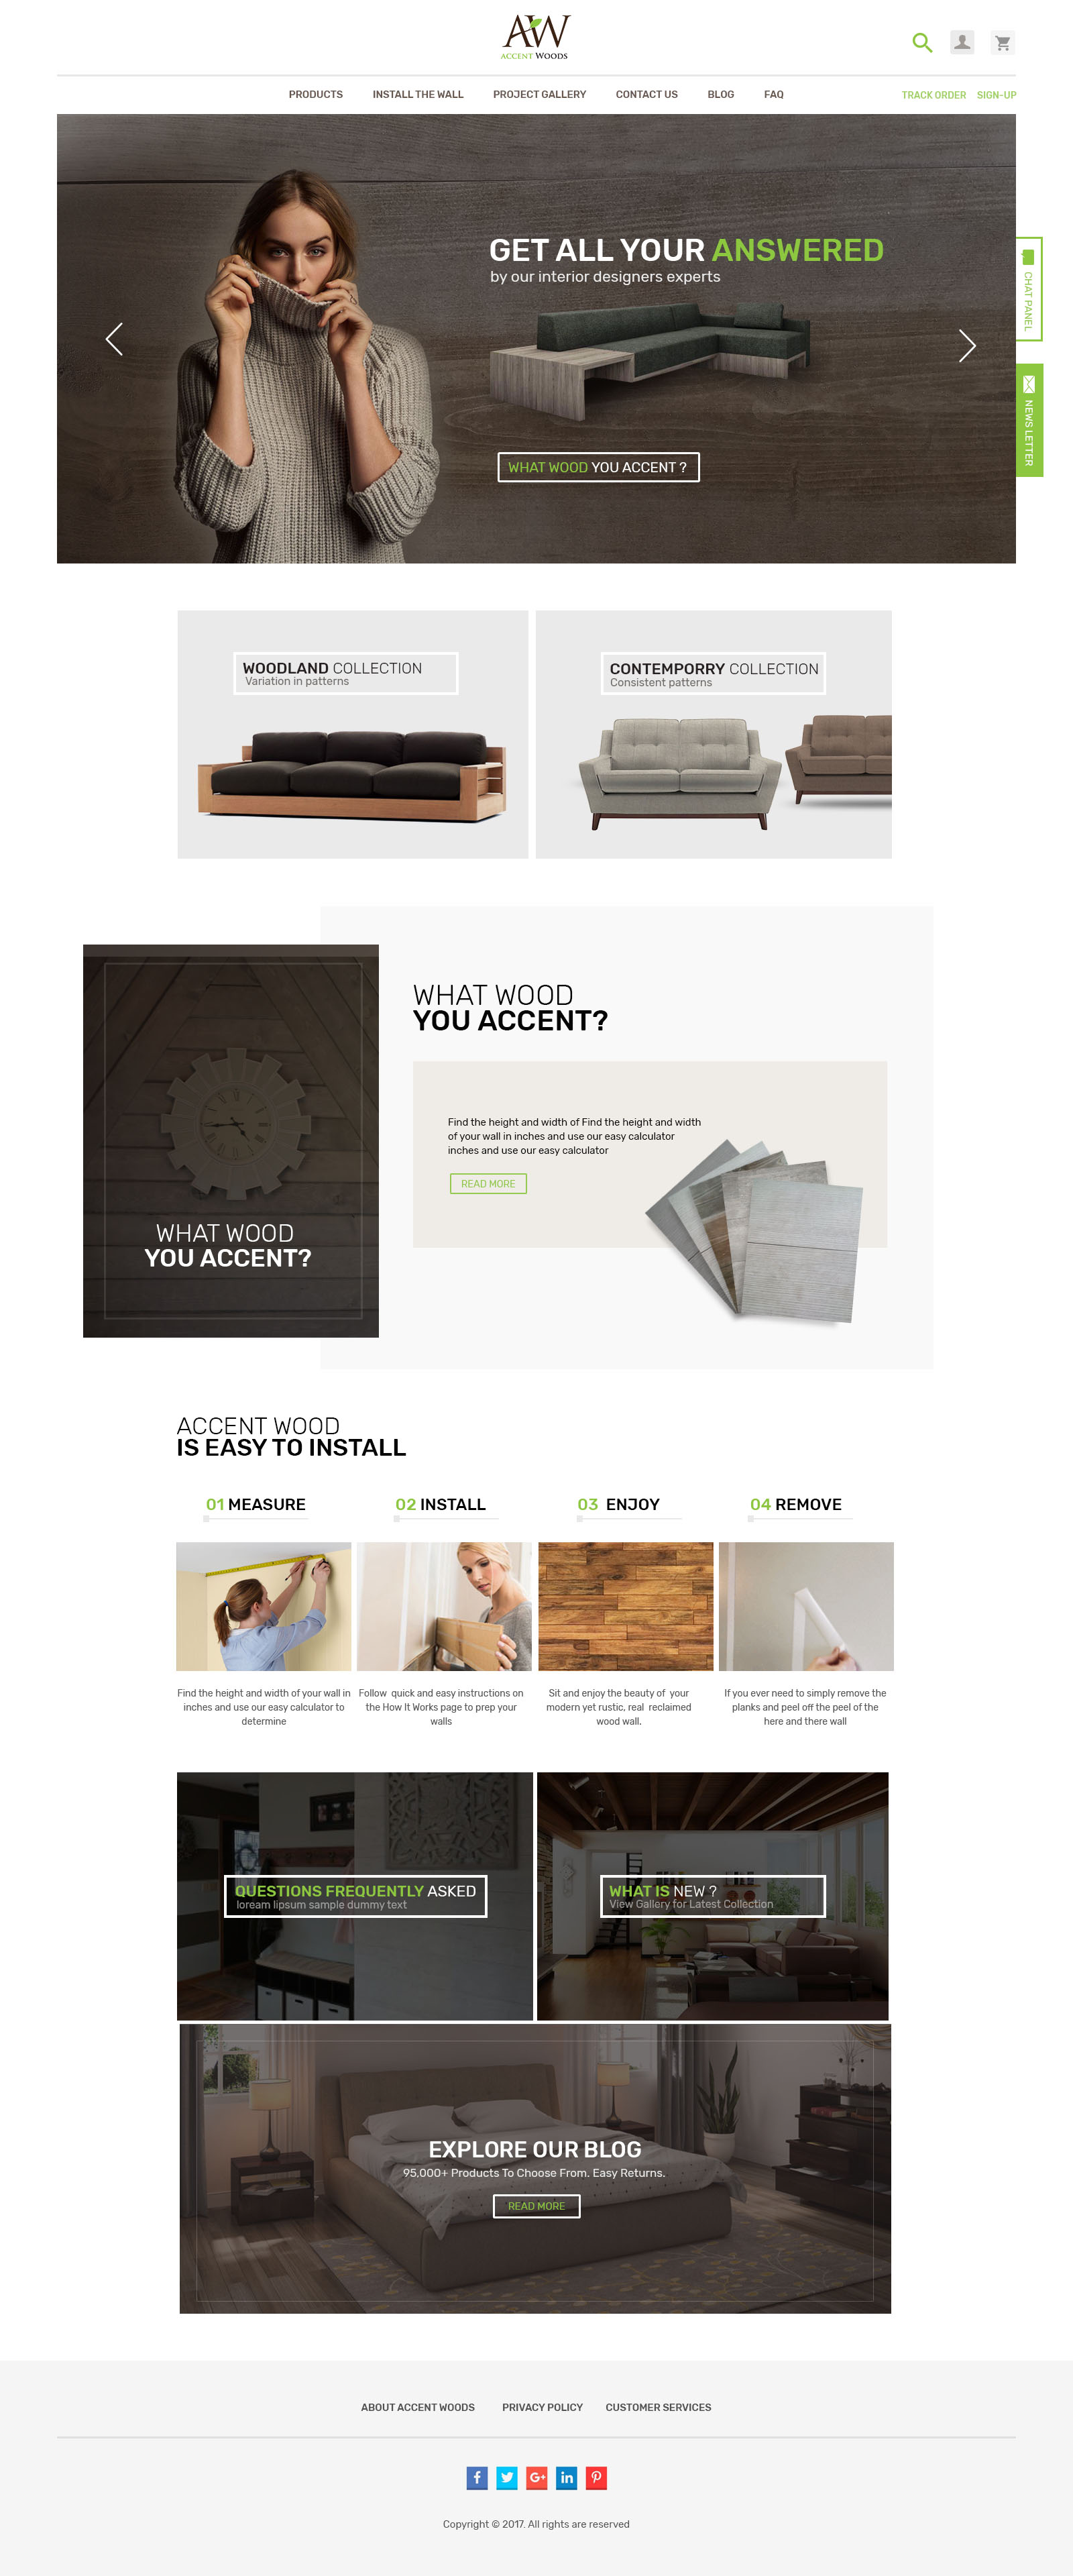 AW
ACCENT WOODS
PRODUCTS INSTALL THE WALL PROJECT GALLERY CONTACT US BLOG FAQ
TRACK ORDER SIGN-UP
GET ALL YOUR ANSWERED
by our interior designers experts
WHAT WOOD YOU ACCENT ?
CHAT PANEL
NEWS LETTER
WOODLAND COLLECTION
Variation in patterns
CONTEMPORRY COLLECTION
Consistent patterns
WHAT WOOD
YOU ACCENT?
WHAT WOOD
YOU ACCENT?
Find the height and width of Find the height and width
of your wall in inches and use our easy calculator
inches and use our easy calculator
READ MORE
ACCENT WOOD
IS EASY TO INSTALL
01 MEASURE
02 INSTALL
03 ENJOY
04 REMOVE
Find the height and width of your wall in
inches and use our easy calculator to
determine
Follow quick and easy instructions on
the How It Works page to prep your
walls
Sit and enjoy the beauty of your
modern yet rustic, real reclaimed
wood wall.
If you ever need to simply remove the
planks and peel off the peel of the
here and there wall
QUESTIONS FREQUENTLY ASKED
loream lipsum sample dummy text
WHAT IS NEW ?
View Gallery for Latest Collection
EXPLORE OUR BLOG
95,000+ Products To Choose From. Easy Returns.
READ MORE
ABOUT ACCENT WOODS PRIVACY POLICY CUSTOMER SERVICES
f G+ in
Copyright © 2017. All rights are reserved